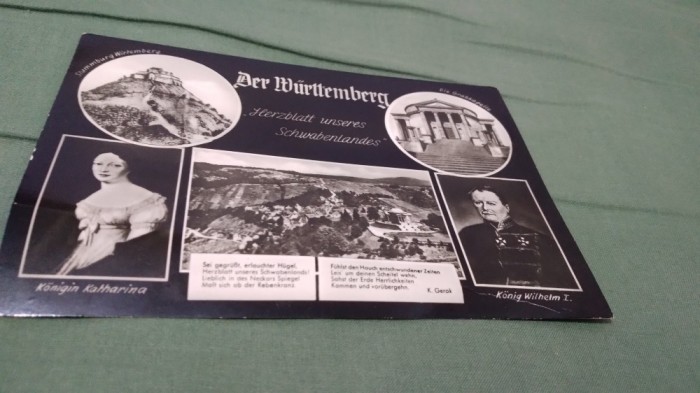 Stammburg Wirtemberg
Der Württemberg
Die Grabkapelle
„Herzblatt unseres
Schwabenlandes“
Sei gegrüßt, erlauchter Hügel,
Herzblatt unseres Schwabenlands!
Lieblich in des Neckars Spiegel
Malt sich ab der Rebenkranz.
Fühlst den Hauch entschwundener Zeiten
Leis um deinen Scheitel wehn,
Sahst der Erde Herrlichkeiten
Kommen und vorübergehn.
K. Gerok
Königin Katharina
König Wilhelm I.